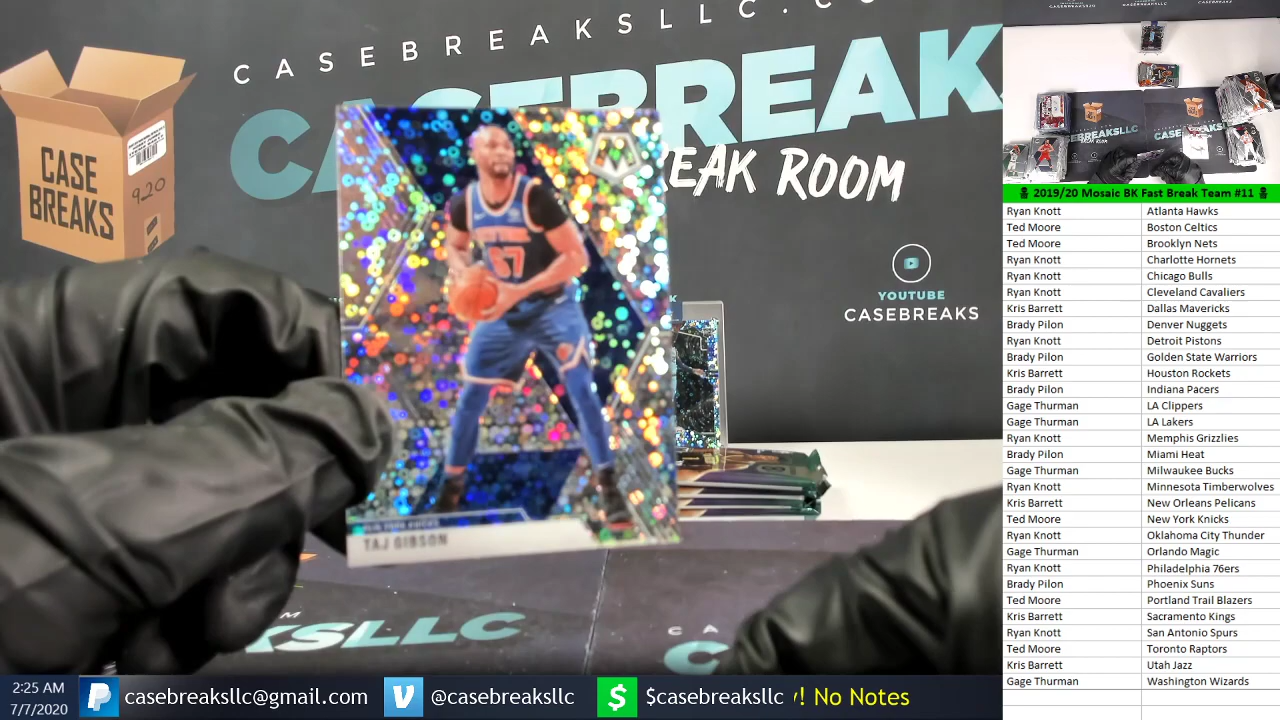 CASEBREAKSLLC.CO
CASEBREAK
BREAK ROOM
CASE
BREAKS
920
67
NEW YORK KNICKS
TAJ GIBSON
YOUTUBE
CASEBREAKS
KSLLC
CA
C
2:25 AM
7/7/2020
casebreaksllc@gmail.com
@casebreaksllc
$casebreaksllc
y! No Notes
2019/20 Mosaic BK Fast Break Team #11
Ryan Knott Atlanta Hawks
Ted Moore Boston Celtics
Ted Moore Brooklyn Nets
Ryan Knott Charlotte Hornets
Ryan Knott Chicago Bulls
Ryan Knott Cleveland Cavaliers
Kris Barrett Dallas Mavericks
Brady Pilon Denver Nuggets
Ryan Knott Detroit Pistons
Brady Pilon Golden State Warriors
Kris Barrett Houston Rockets
Brady Pilon Indiana Pacers
Gage Thurman LA Clippers
Gage Thurman LA Lakers
Ryan Knott Memphis Grizzlies
Brady Pilon Miami Heat
Gage Thurman Milwaukee Bucks
Ryan Knott Minnesota Timberwolves
Kris Barrett New Orleans Pelicans
Ted Moore New York Knicks
Ryan Knott Oklahoma City Thunder
Gage Thurman Orlando Magic
Ryan Knott Philadelphia 76ers
Brady Pilon Phoenix Suns
Ted Moore Portland Trail Blazers
Kris Barrett Sacramento Kings
Ryan Knott San Antonio Spurs
Ted Moore Toronto Raptors
Kris Barrett Utah Jazz
Gage Thurman Washington Wizards